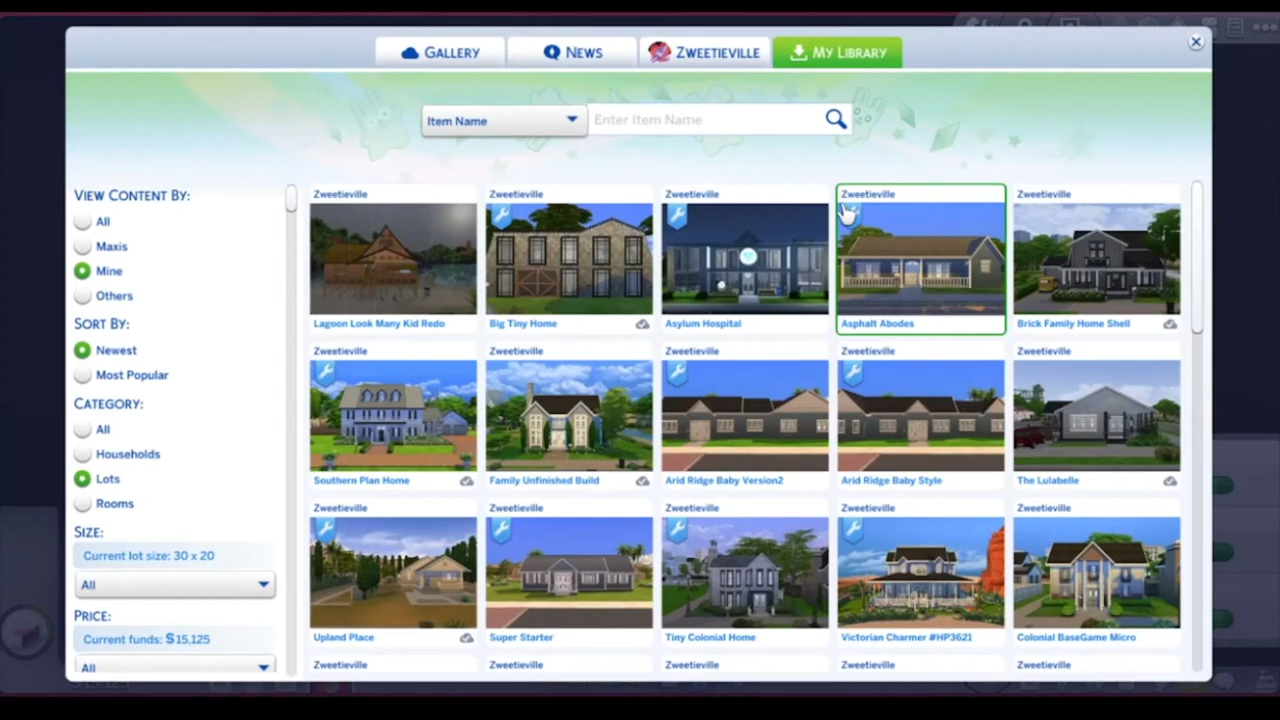 GALLERY
NEWS
ZWEETIEVILLE
MY LIBRARY
Item Name
Enter Item Name
VIEW CONTENT BY:
All
Maxis
Mine
Others
SORT BY:
Newest
Most Popular
CATEGORY:
All
Households
Lots
Rooms
SIZE:
Current lot size: 30 x 20
All
PRICE:
Current funds: $15,125
All
Zweetieville Zweetieville Zweetieville Zweetieville Zweetieville
Lagoon Look Many Kid Redo Big Tiny Home Asylum Hospital Asphalt Abodes Brick Family Home Shell
Zweetieville Zweetieville Zweetieville Zweetieville Zweetieville
Southern Plan Home Family Unfinished Build Arid Ridge Baby Version2 Arid Ridge Baby Style The Lulabelle
Zweetieville Zweetieville Zweetieville Zweetieville Zweetieville
Upland Place Super Starter Tiny Colonial Home Victorian Charmer #HP3621 Colonial BaseGame Micro
Zweetieville Zweetieville Zweetieville Zweetieville Zweetieville